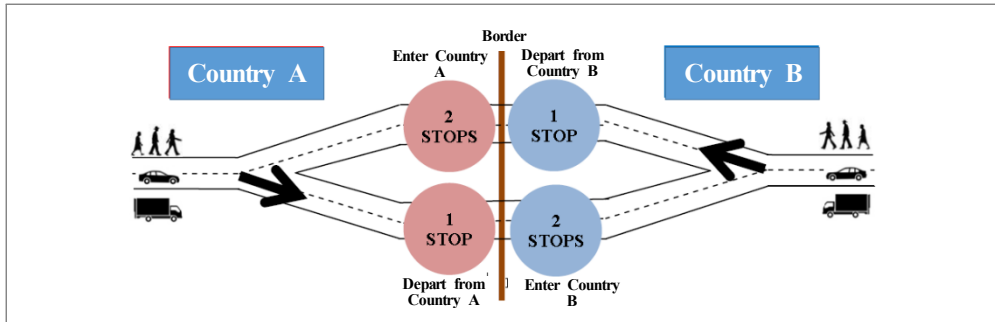 Border
Enter Country
A
Depart from
Country B
Country A
Country B
2
STOPS
1
STOP
1
STOP
2
STOPS
Depart from
Country A
Enter Country
B